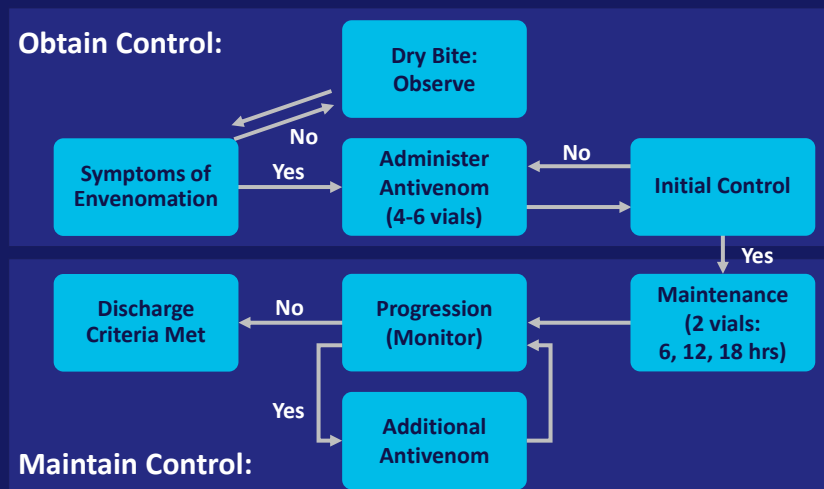 Obtain Control:
Dry Bite:
Observe
No
Symptoms of
Envenomation
Yes
Administer
Antivenom
(4-6 vials)
No
Initial Control
Yes
Discharge
Criteria Met
No
Progression
(Monitor)
Maintenance
(2 vials:
6, 12, 18 hrs)
Yes
Additional
Antivenom
Maintain Control: